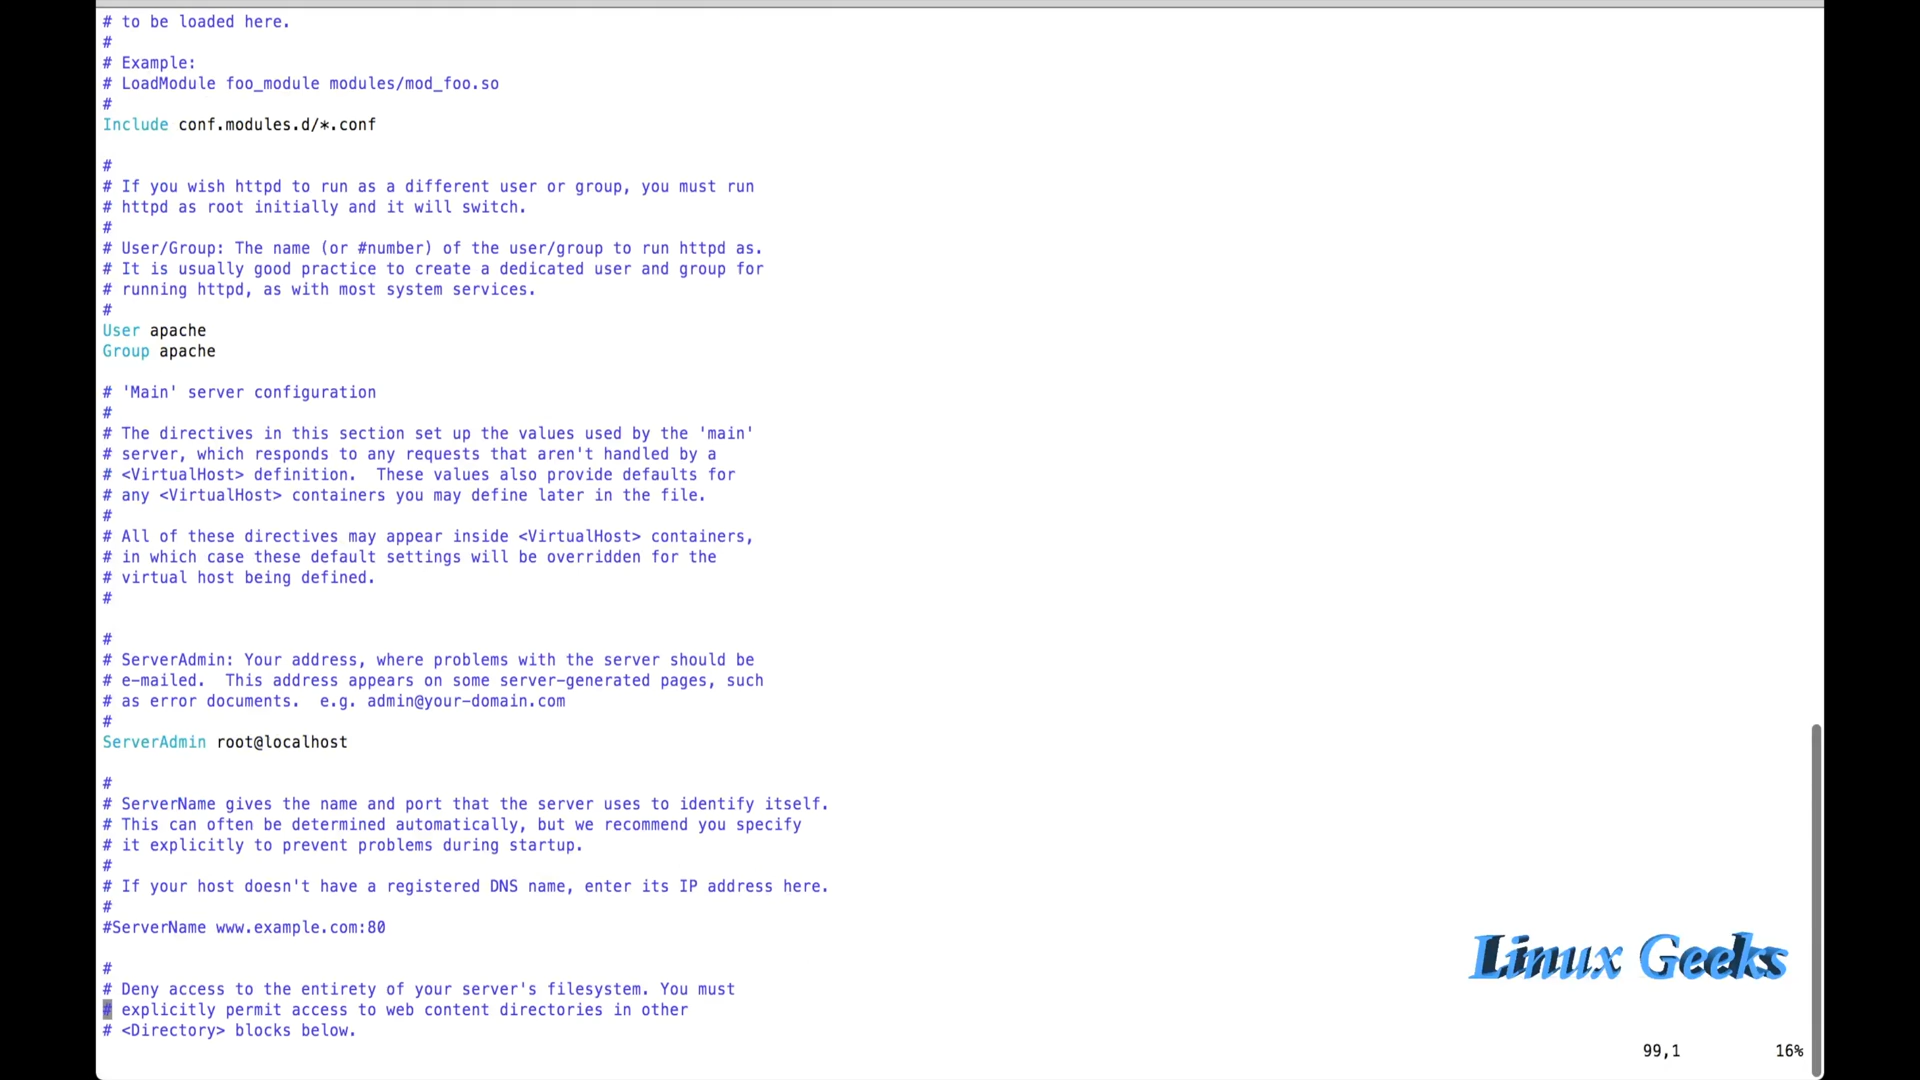 # to be loaded here.
#
# Example:
# LoadModule foo_module modules/mod_foo.so
#
Include conf.modules.d/*.conf
#
# If you wish httpd to run as a different user or group, you must run
# httpd as root initially and it will switch.
#
# User/Group: The name (or #number) of the user/group to run httpd as.
# It is usually good practice to create a dedicated user and group for
# running httpd, as with most system services.
#
User apache
Group apache
# 'Main' server configuration
#
# The directives in this section set up the values used by the 'main'
# server, which responds to any requests that aren't handled by a
# <VirtualHost> definition.  These values also provide defaults for
# any <VirtualHost> containers you may define later in the file.
#
# All of these directives may appear inside <VirtualHost> containers,
# in which case these default settings will be overridden for the
# virtual host being defined.
#
#
# ServerAdmin: Your address, where problems with the server should be
# e-mailed.  This address appears on some server-generated pages, such
# as error documents.  e.g. admin@your-domain.com
#
ServerAdmin root@localhost
#
# ServerName gives the name and port that the server uses to identify itself.
# This can often be determined automatically, but we recommend you specify
# it explicitly to prevent problems during startup.
#
# If your host doesn't have a registered DNS name, enter its IP address here.
#
#ServerName www.example.com:80
#
# Deny access to the entirety of your server's filesystem. You must
# explicitly permit access to web content directories in other
# <Directory> blocks below.
99,1 16%
Linux Geeks